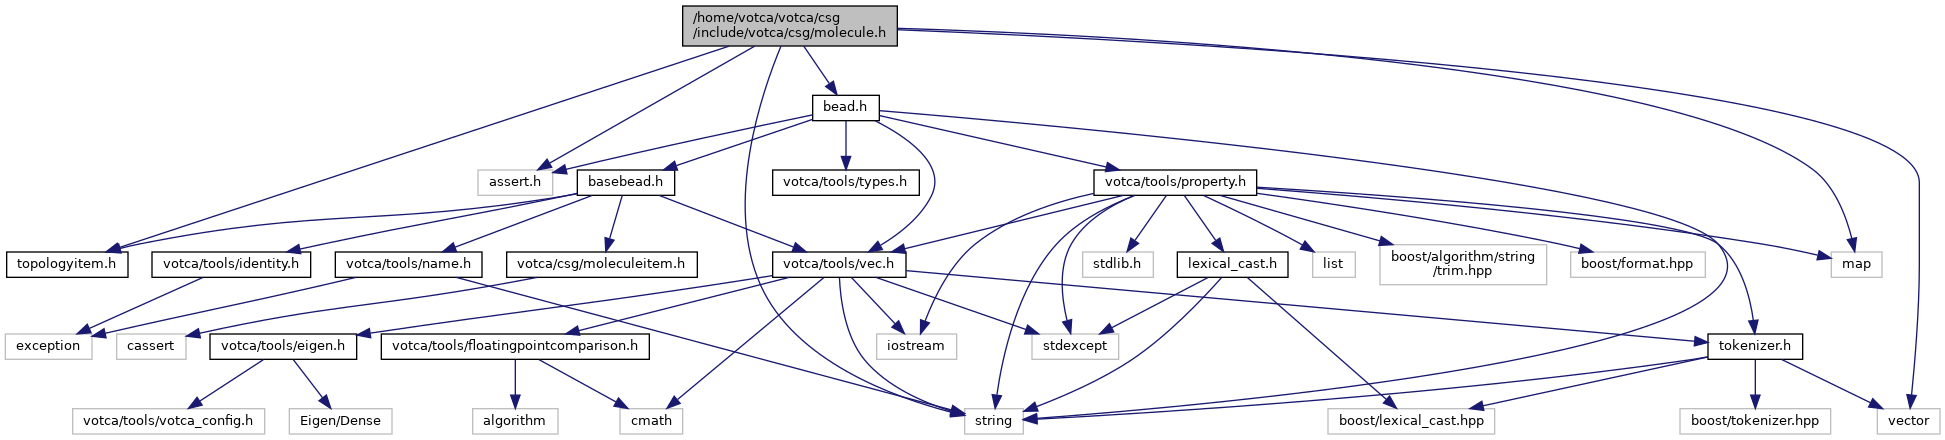 /home/votca/votca/csg
/include/votca/csg/molecule.h
bead.h
assert.h
basebead.h
votca/tools/types.h
votca/tools/property.h
topologyitem.h
votca/tools/identity.h
votca/tools/name.h
votca/csg/moleculeitem.h
votca/tools/vec.h
stdlib.h
lexical_cast.h
list
boost/algorithm/string
/trim.hpp
boost/format.hpp
map
exception
cassert
votca/tools/eigen.h
votca/tools/floatingpointcomparison.h
iostream
stdexcept
tokenizer.h
votca/tools/votca_config.h
Eigen/Dense
algorithm
cmath
string
boost/lexical_cast.hpp
boost/tokenizer.hpp
vector